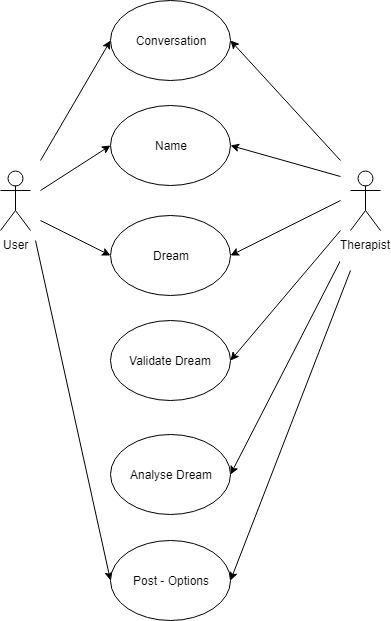 Conversation
Name
User
Therapist
Dream
Validate Dream
Analyse Dream
Post - Options